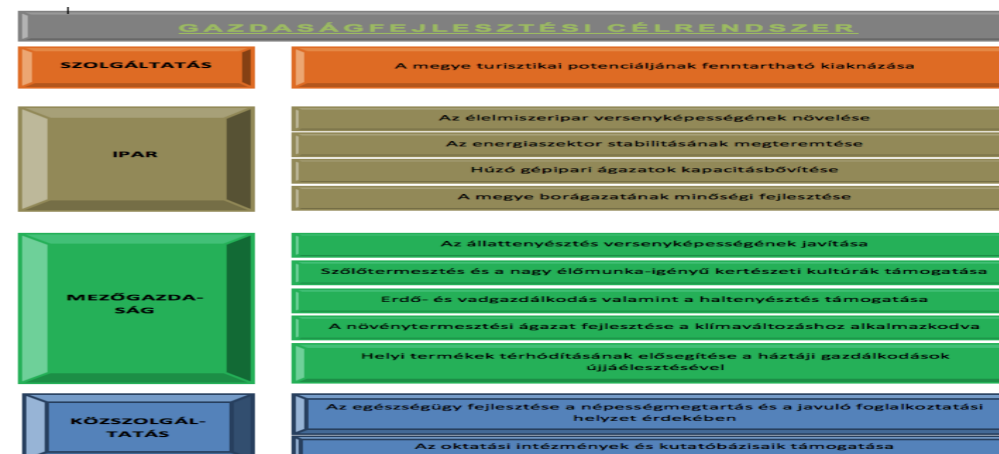 GAZDASÁGFEJLESZTÉSI CÉLRENDSZER
SZOLGÁLTATÁS
A megye turisztikai potenciáljának fenntartható kiaknázása
IPAR
Az élelmiszeripar versenyképességének növelése
Az energiaszektor stabilitásának megteremtése
Húzó gépipari ágazatok kapacitásbővítése
A megye borágazatának minőségi fejlesztése
MEZŐGAZDA-
SÁG
Az állattenyésztés versenyképességének javítása
Szőlőtermesztés és a nagy élőmunka-igényű kertészeti kultúrák támogatása
Erdő- és vadgazdálkodás valamint a haltenyésztés támogatása
A növénytermesztési ágazat fejlesztése a klímaváltozáshoz alkalmazkodva
Helyi termékek térhódításának elősegítése a háztáji gazdálkodások
újjáélesztésével
KÖZSZOLGÁL-
TATÁS
Az egészségügy fejlesztése a népességmegtartás és a javuló foglalkoztatási
helyzet érdekében
Az oktatási intézmények és kutatóbázisaik támogatása